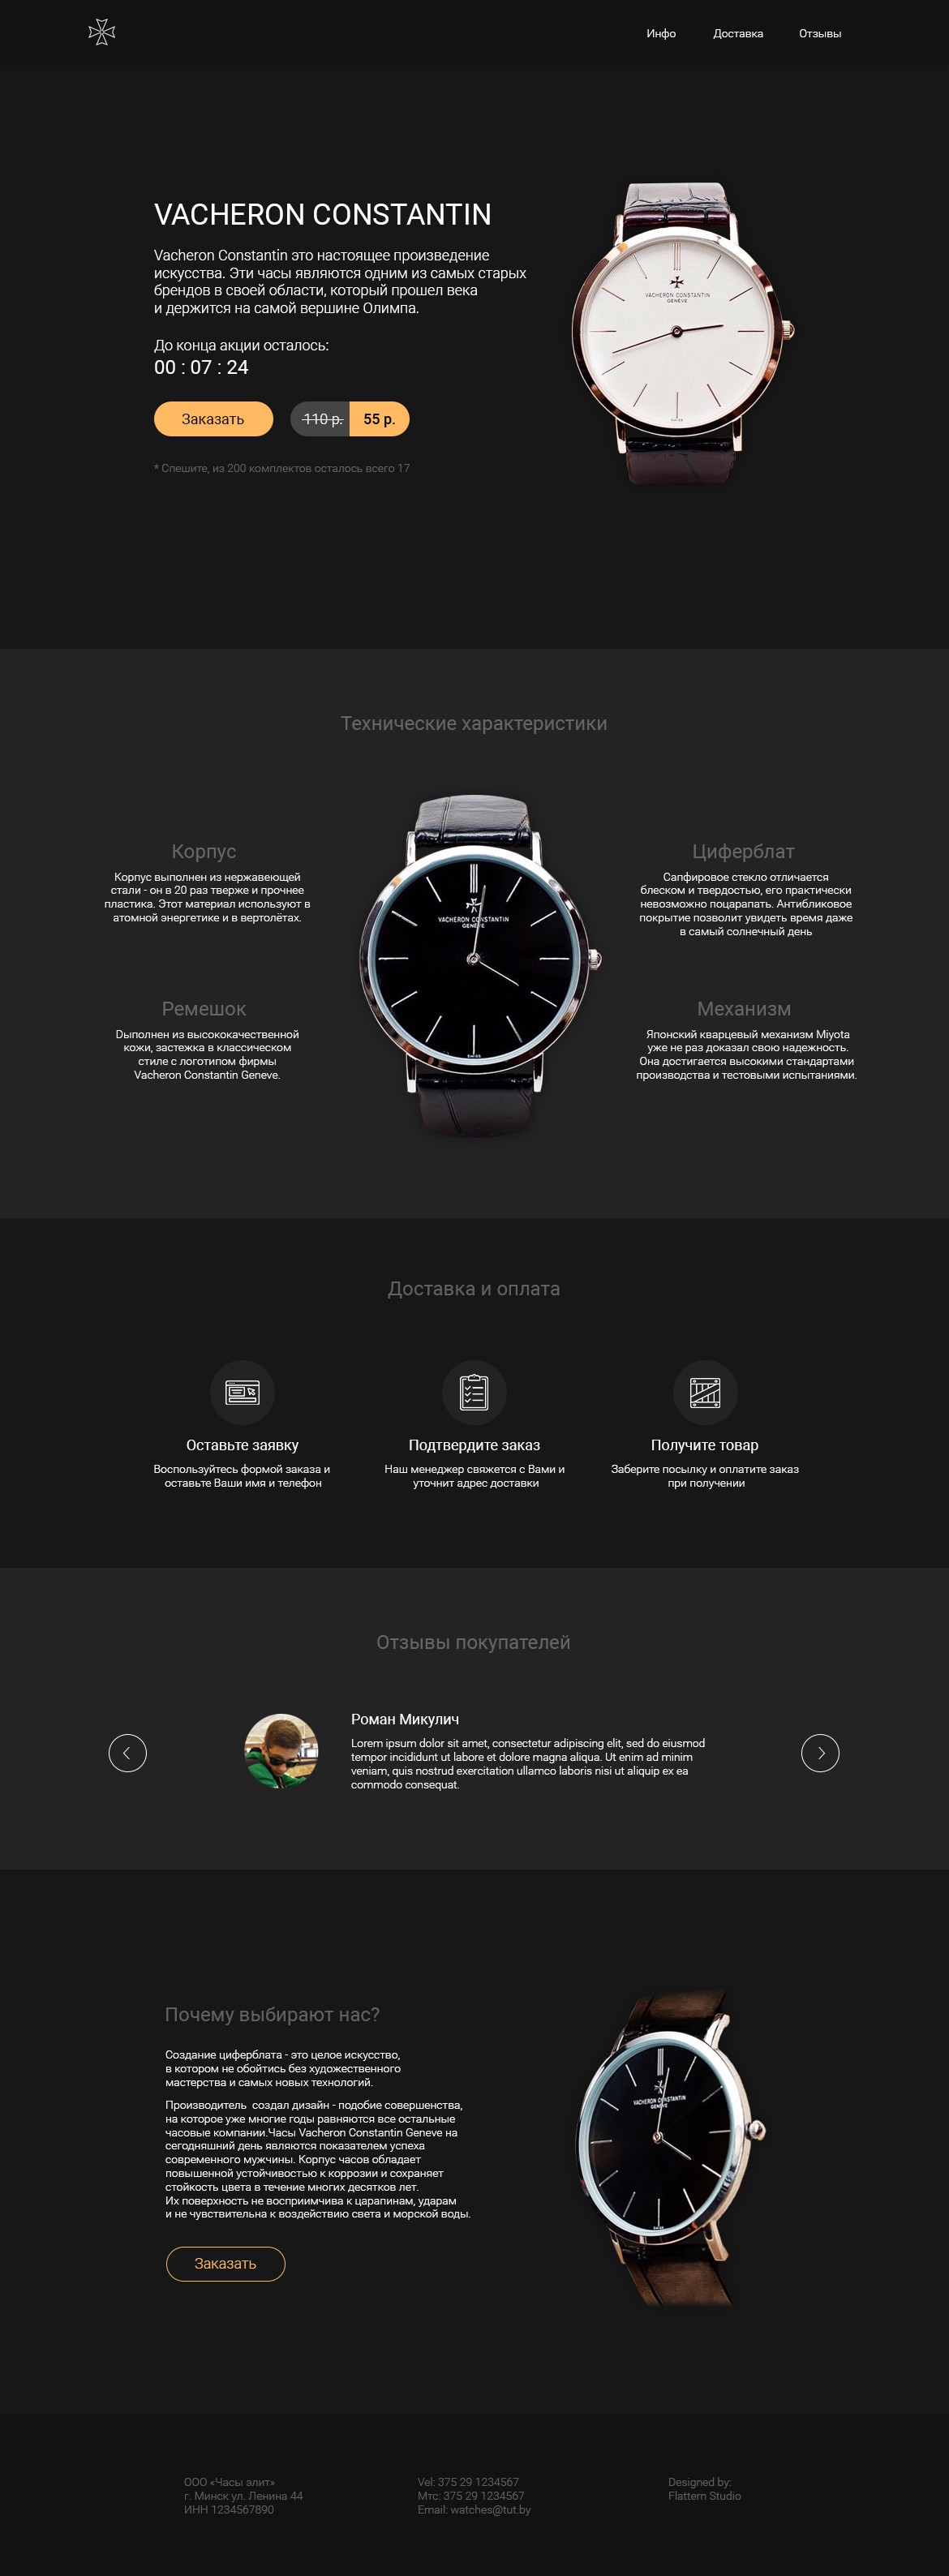 Инфо Доставка Отзывы
VACHERON CONSTANTIN
Vacheron Constantin это настоящее произведение
искусства. Эти часы являются одним из самых старых
брендов в своей области, который прошел века
и держится на самой вершине Олимпа.
До конца акции осталось:
00 : 07 : 24
Заказать 110 р. 55 р.
* Спешите, из 200 комплектов осталось всего 17
VACHERON CONSTANTIN
GENÈVE
SWISS
Технические характеристики
Корпус
Корпус выполнен из нержавеющей
стали - он в 20 раз тверже и прочнее
пластика. Этот материал используют в
атомной энергетике и в вертолётах.
Ремешок
Dыполнен из высококачественной
кожи, застежка в классическом
стиле с логотипом фирмы
Vacheron Constantin Geneve.
VACHERON CONSTANTIN
GENÈVE
SWISS
Циферблат
Сапфировое стекло отличается
блеском и твердостью, его практически
невозможно поцарапать. Антибликовое
покрытие позволит увидеть время даже
в самый солнечный день
Механизм
Японский кварцевый механизм Miyota
уже не раз доказал свою надежность.
Она достигается высокими стандартами
производства и тестовыми испытаниями.
Доставка и оплата
Оставьте заявку
Воспользуйтесь формой заказа и
оставьте Ваши имя и телефон
Подтвердите заказ
Наш менеджер свяжется с Вами и
уточнит адрес доставки
Получите товар
Заберите посылку и оплатите заказ
при получении
Отзывы покупателей
Роман Микулич
Lorem ipsum dolor sit amet, consectetur adipiscing elit, sed do eiusmod
tempor incididunt ut labore et dolore magna aliqua. Ut enim ad minim
veniam, quis nostrud exercitation ullamco laboris nisi ut aliquip ex ea
commodo consequat.
Почему выбирают нас?
Создание циферблата - это целое искусство,
в котором не обойтись без художественного
мастерства и самых новых технологий.
Производитель  создал дизайн - подобие совершенства,
на которое уже многие годы равняются все остальные
часовые компании.Часы Vacheron Constantin Geneve на
сегодняшний день являются показателем успеха
современного мужчины. Корпус часов обладает
повышенной устойчивостью к коррозии и сохраняет
стойкость цвета в течение многих десятков лет.
Их поверхность не восприимчива к царапинам, ударам
и не чувствительна к воздействию света и морской воды.
Заказать
VACHERON CONSTANTIN
GENÈVE
SWISS
ООО «Часы элит»
г. Минск ул. Ленина 44
ИНН 1234567890
Vel: 375 29 1234567
Мтс: 375 29 1234567
Email: watches@tut.by
Designed by:
Flattern Studio